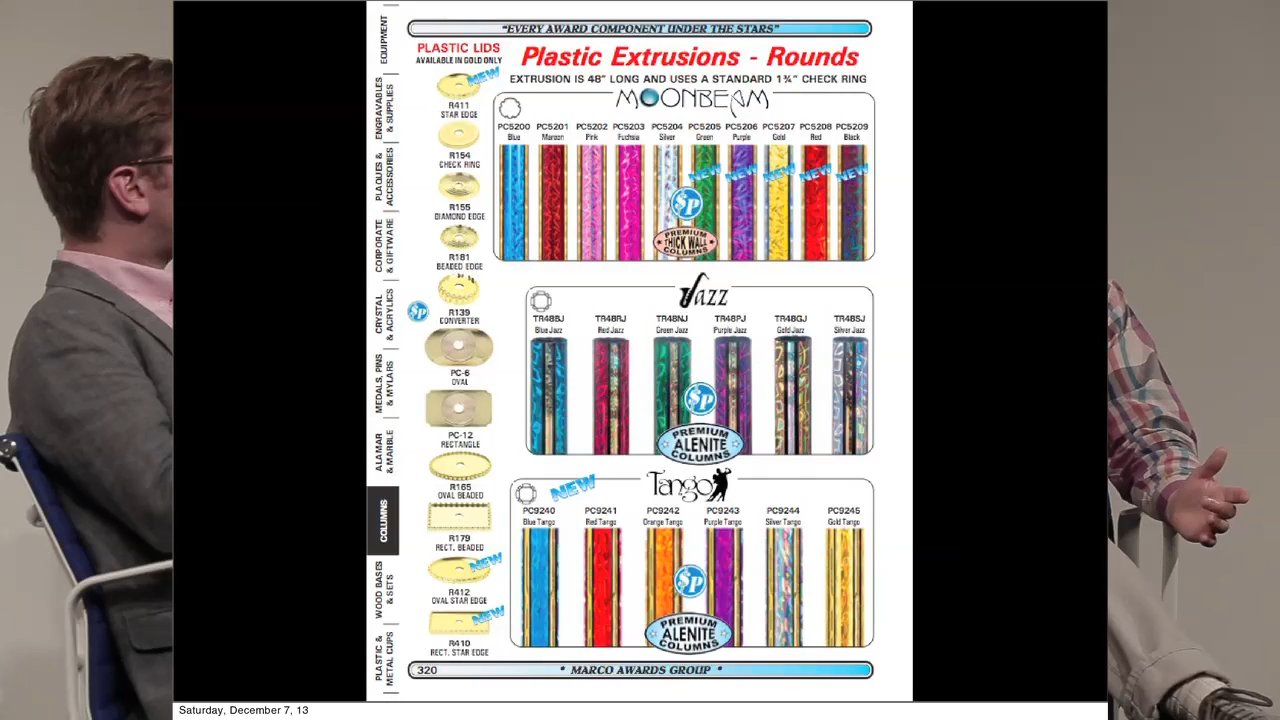 "EVERY AWARD COMPONENT UNDER THE STARS"
EQUIPMENT
ENGRAVABLES & SUPPLIES
PLAQUES & ACCESSORIES
CORPORATE & GIFTWARE
CRYSTAL & ACRYLICS
MEDALS, PINS & MYLARS
ALAMAR & MARBLE
COLUMNS
WOOD BASES & SETS
PLASTIC & METAL CUPS
PLASTIC LIDS
AVAILABLE IN GOLD ONLY
NEW
R411
STAR EDGE
R154
CHECK RING
R155
DIAMOND EDGE
R181
BEADED EDGE
$P
R139
CONVERTER
PC-6
OVAL
PC-12
RECTANGLE
R165
OVAL BEADED
R179
RECT. BEADED
NEW
R412
OVAL STAR EDGE
NEW
R410
RECT. STAR EDGE
Plastic Extrusions - Rounds
EXTRUSION IS 48" LONG AND USES A STANDARD 1¾" CHECK RING
MOONBEAM
PC5200 PC5201 PC5202 PC5203 PC5204 PC5205 PC5206 PC5207 PC5208 PC5209
Blue Maroon Pink Fuchsia Silver Green Purple Gold Red Black
NEW NEW NEW NEW NEW
$P
PREMIUM
THICK WALL
COLUMNS
Jazz
TR48BJ TR48RJ TR48NJ TR48PJ TR48GJ TR48SJ
Blue Jazz Red Jazz Green Jazz Purple Jazz Gold Jazz Silver Jazz
$P
PREMIUM
ALENITE
COLUMNS
NEW
Tango
PC9240 PC9241 PC9242 PC9243 PC9244 PC9245
Blue Tango Red Tango Orange Tango Purple Tango Silver Tango Gold Tango
$P
PREMIUM
ALENITE
COLUMNS
320
* MARCO AWARDS GROUP *
Saturday, December 7, 13